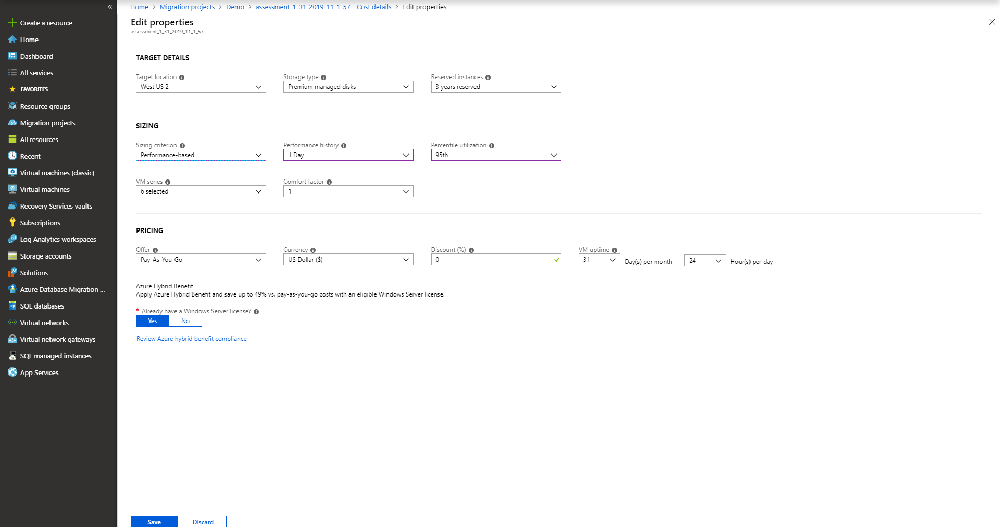 «
Create a resource
Home
Dashboard
All services
FAVORITES
Resource groups
Migration projects
All resources
Recent
Virtual machines (classic)
Virtual machines
Recovery Services vaults
Subscriptions
Log Analytics workspaces
Storage accounts
Solutions
Azure Database Migration ...
SQL databases
Virtual networks
Virtual network gateways
SQL managed instances
App Services
Home > Migration projects > Demo > assessment_1_31_2019_11_1_57 - Cost details > Edit properties
Edit properties
assessment_1_31_2019_11_1_57
TARGET DETAILS
Target location Storage type Reserved instances
West US 2 Premium managed disks 3 years reserved
SIZING
Sizing criterion Performance history Percentile utilization
Performance-based 1 Day 95th
VM series Comfort factor
6 selected 1
PRICING
Offer Currency Discount (%) VM uptime
Pay-As-You-Go US Dollar ($) 0 31 Day(s) per month 24 Hour(s) per day
Azure Hybrid Benefit
Apply Azure Hybrid Benefit and save up to 49% vs. pay-as-you-go costs with an eligible Windows Server license.
* Already have a Windows Server license?
Yes No
Review Azure hybrid benefit compliance
Save Discard